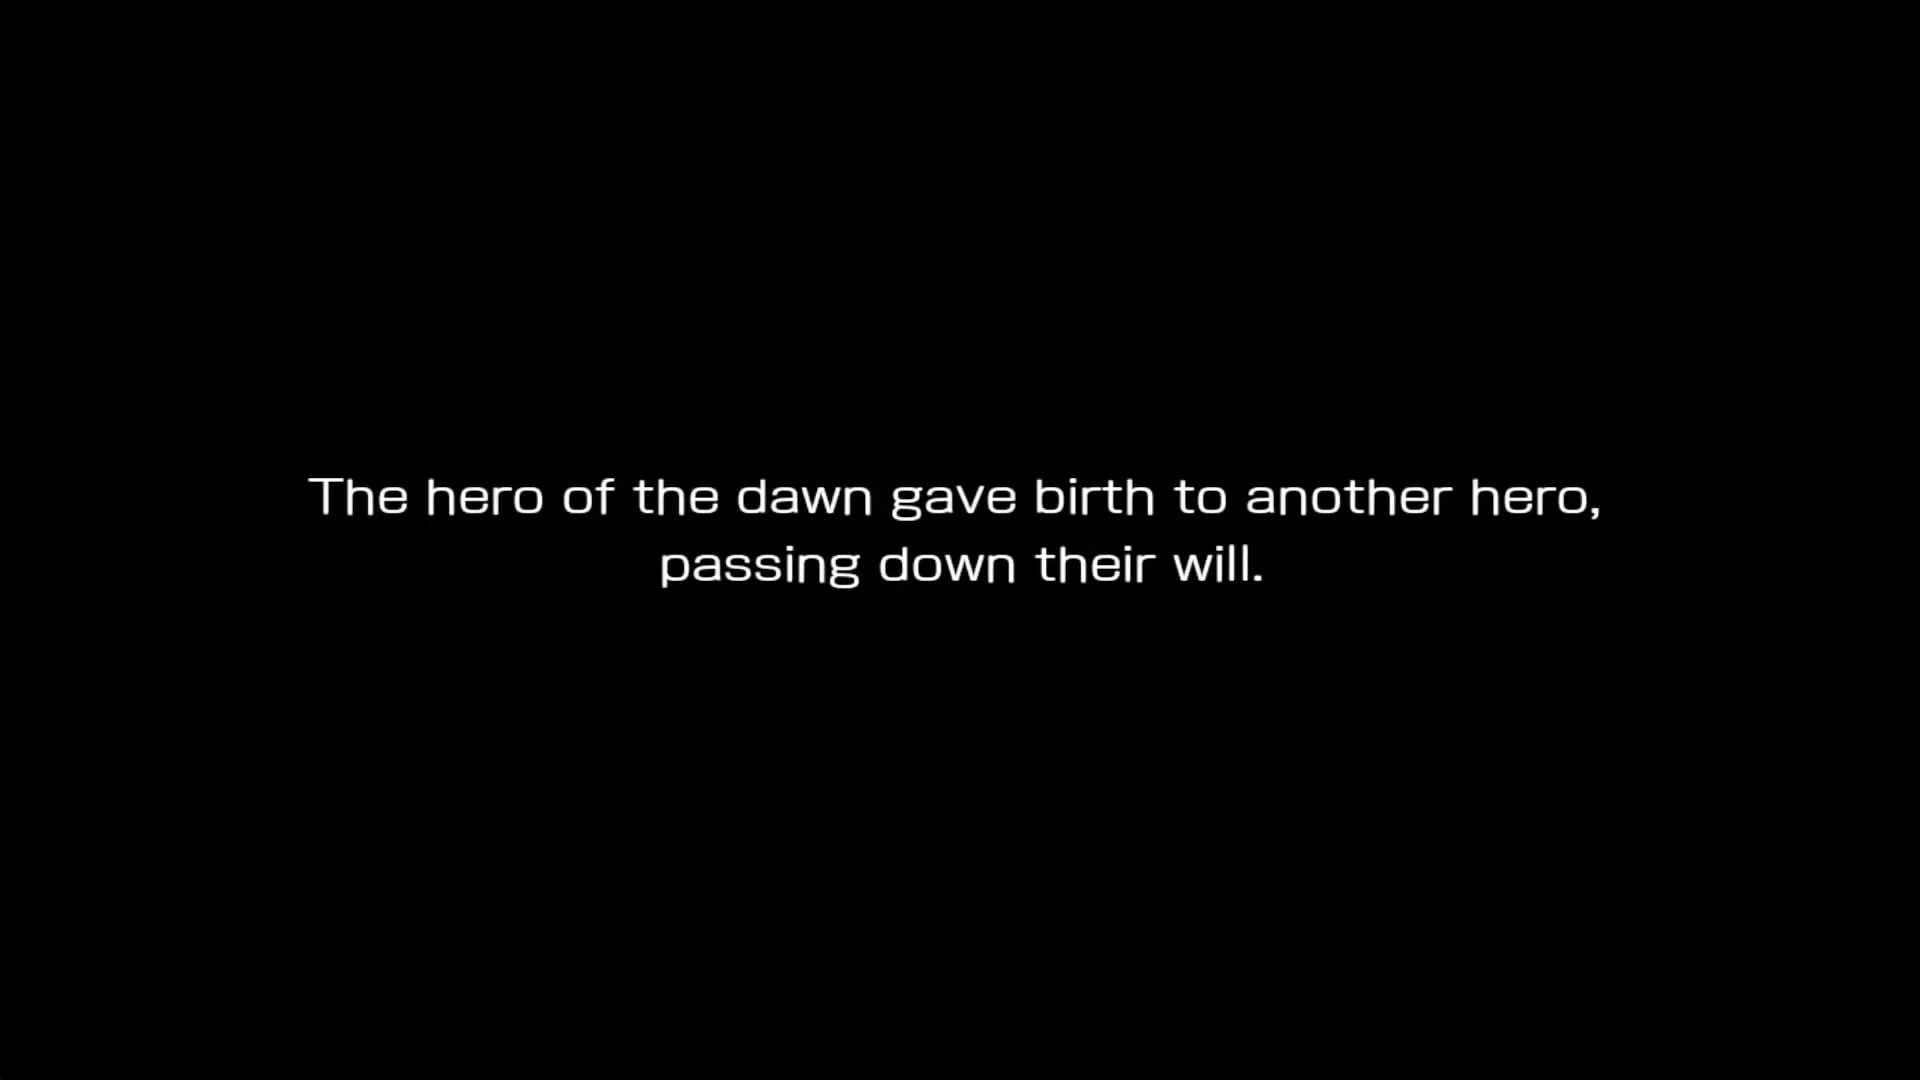 The hero of the dawn gave birth to another hero,
passing down their will.